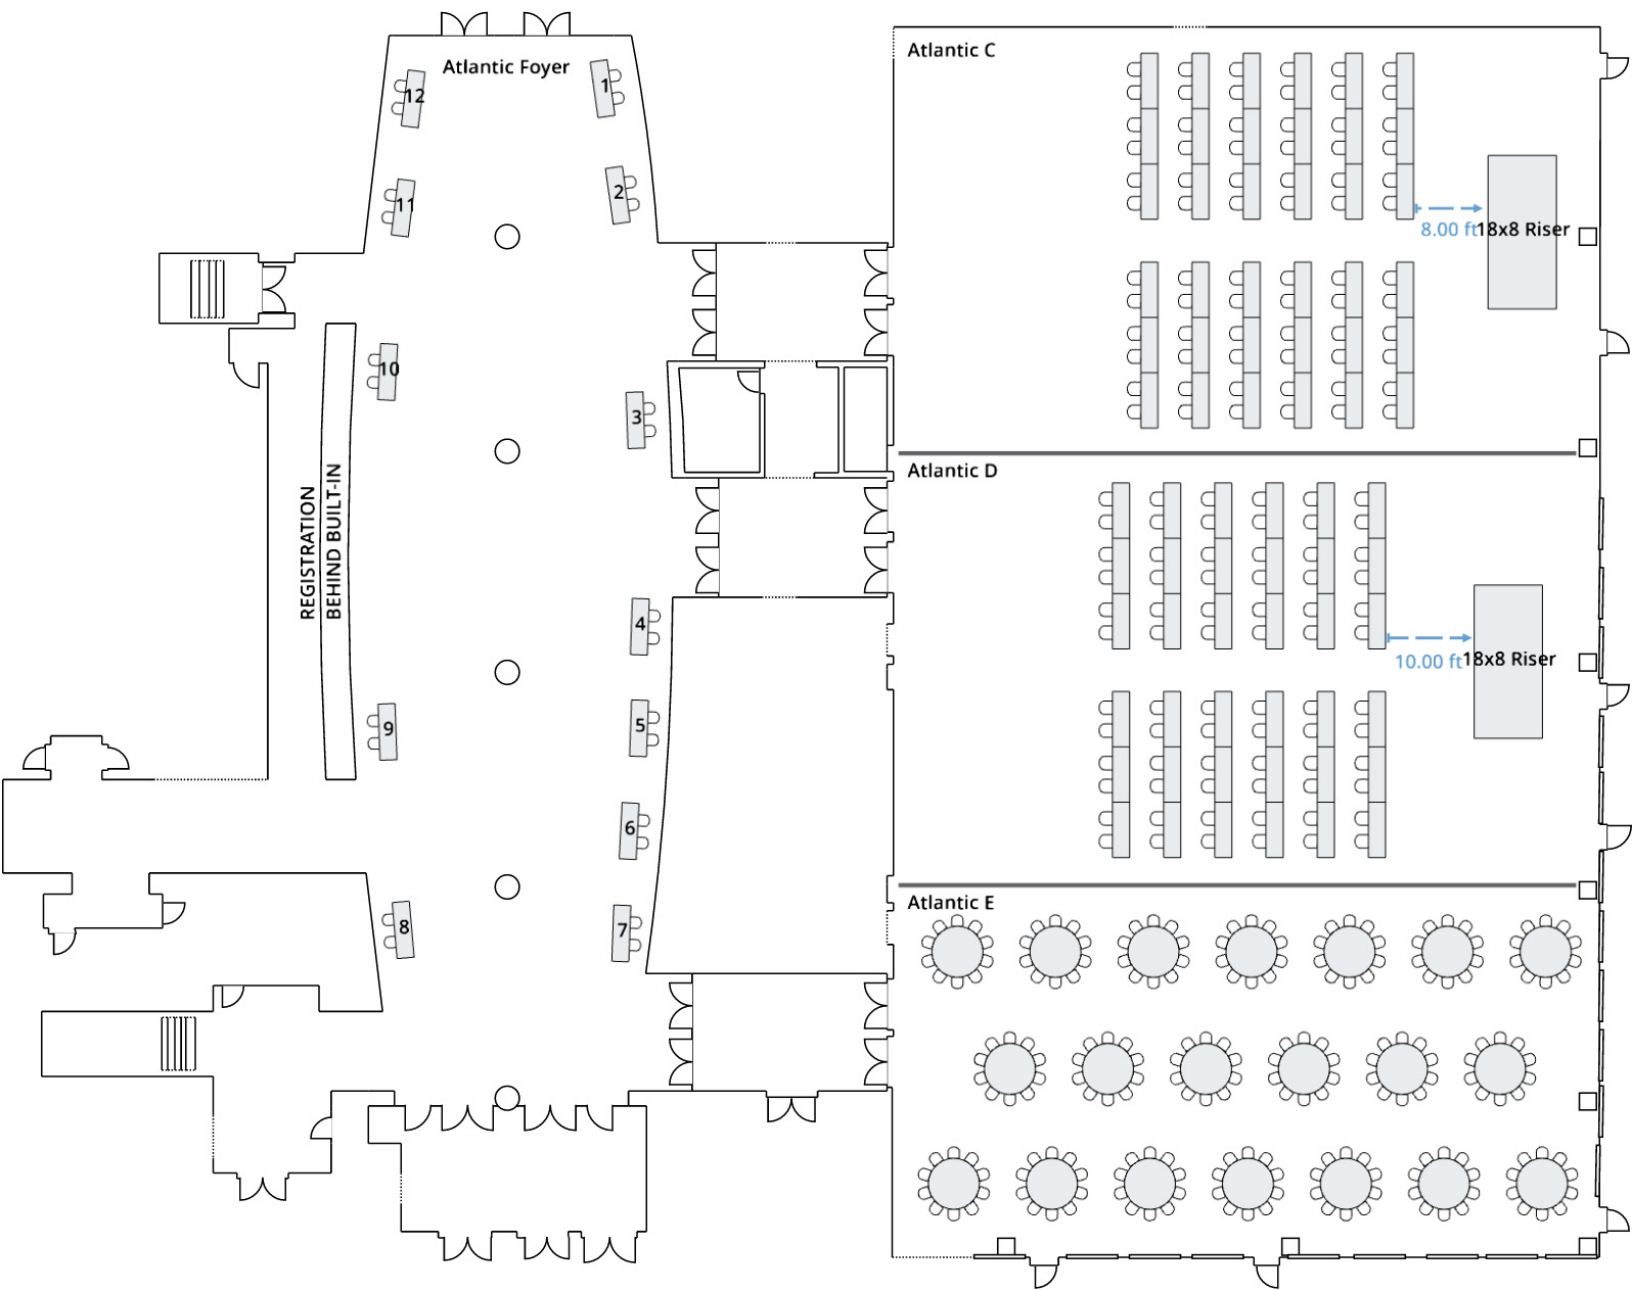 Atlantic Foyer
12
1
11
2
10
3
REGISTRATION
BEHIND BUILT-IN
4
5
9
6
8
7
Atlantic C
8.00 ft
18x8 Riser
Atlantic D
10.00 ft
18x8 Riser
Atlantic E